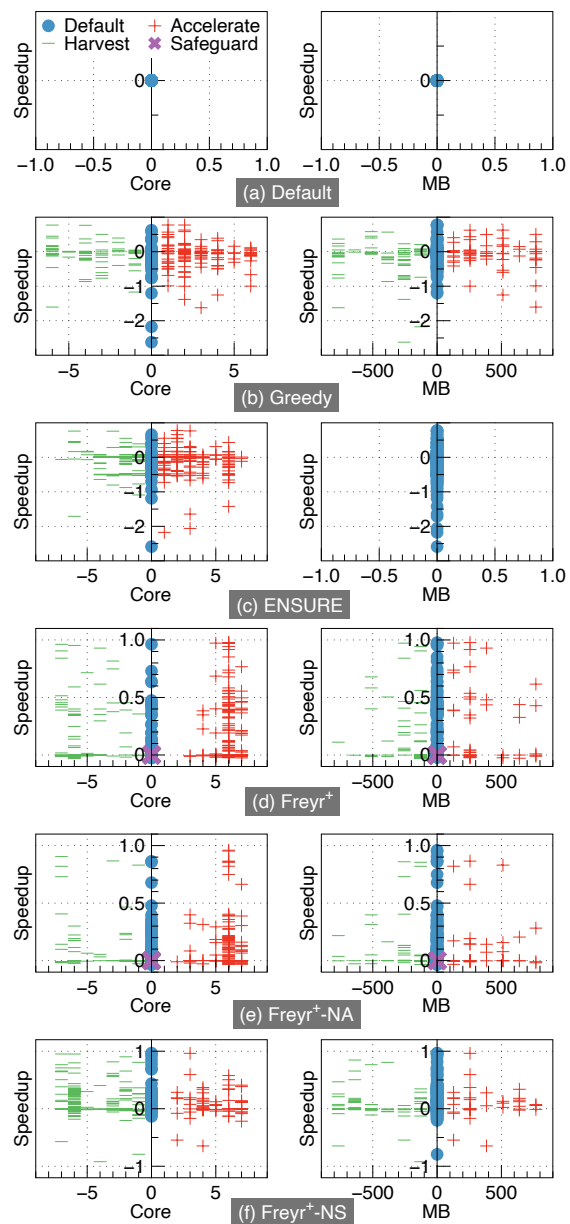 Default Accelerate
Harvest Safeguard
Speedup 0 Speedup 0
−1.0 −0.5 0 0.5 1.0 −1.0 −0.5 0 0.5 1.0
Core MB
(a) Default
Speedup 0 −1 −2 Speedup 0 −1 −2
−5 0 5 −500 0 500
Core MB
(b) Greedy
Speedup 0 −1 −2 Speedup 0 −1 −2
−5 0 5 −1.0 −0.5 0 0.5 1.0
Core MB
(c) ENSURE
Speedup 1.0 0.5 0 Speedup 1.0 0.5 0
−5 0 5 −500 0 500
Core MB
(d) Freyr⁺
Speedup 1.0 0.5 0 Speedup 1.0 0.5 0
−5 0 5 −500 0 500
Core MB
(e) Freyr⁺-NA
Speedup 1 0 −1 Speedup 1 0 −1
−5 0 5 −500 0 500
Core MB
(f) Freyr⁺-NS